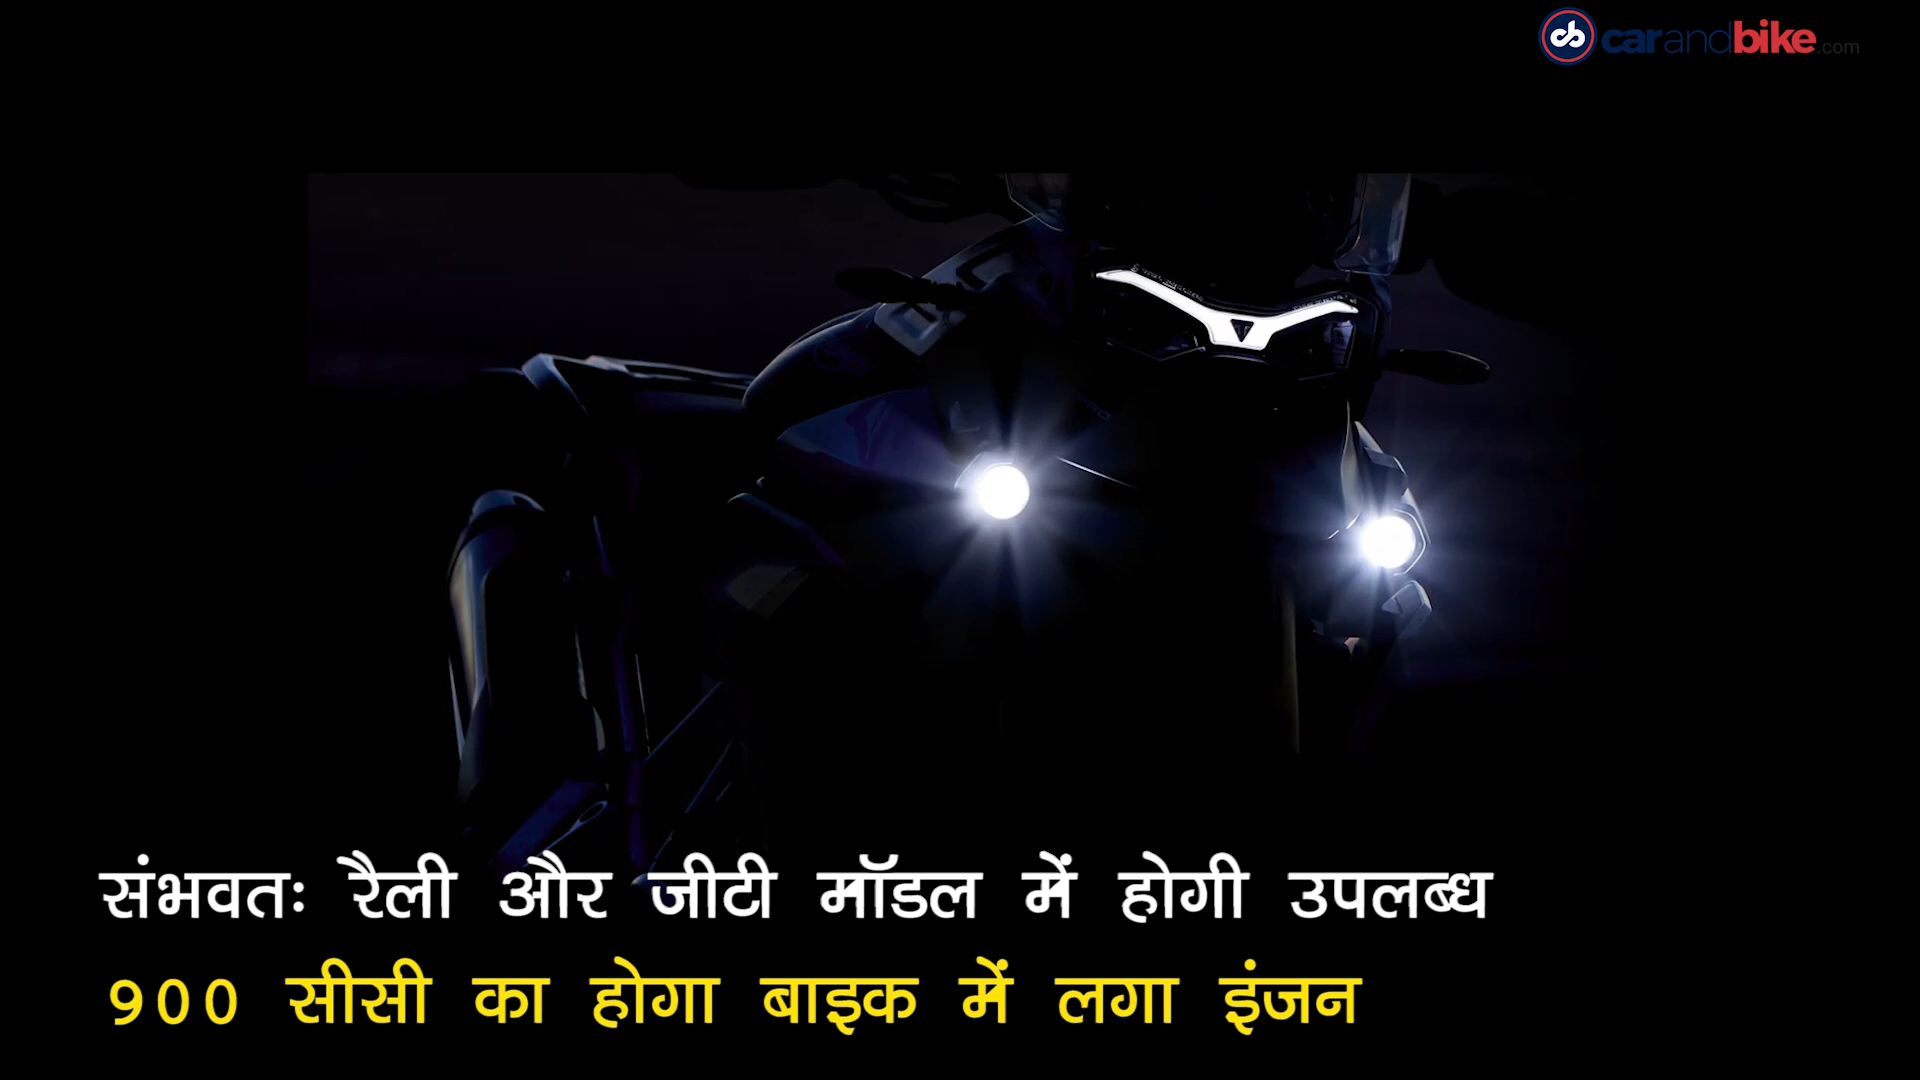 carandbike.com
संभवतः रैली और जीटी मॉडल में होगी उपलब्ध
900 सीसी का होगा बाइक में लगा इंजन